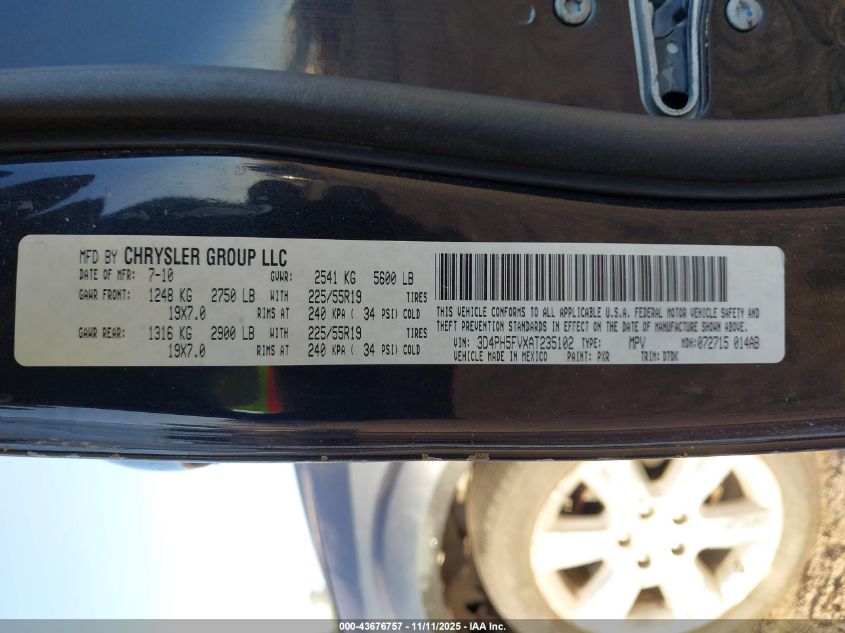 MFD BY CHRYSLER GROUP LLC
DATE OF MFR: 7-10 GVWR: 2541 KG 5600 LB
GAWR FRONT: 1248 KG 2750 LB WITH 225/55R19 TIRES
19X7.0 RIMS AT 240 KPA ( 34 PSI) COLD
GAWR REAR: 1316 KG 2900 LB WITH 225/55R19 TIRES
19X7.0 RIMS AT 240 KPA ( 34 PSI) COLD
THIS VEHICLE CONFORMS TO ALL APPLICABLE U.S.A. FEDERAL MOTOR VEHICLE SAFETY AND
THEFT PREVENTION STANDARDS IN EFFECT ON THE DATE OF MANUFACTURE SHOWN ABOVE.
VIN: 3D4PH5FVXAT235102 TYPE: MPV MDH: 072715 014AB
VEHICLE MADE IN MEXICO PAINT: PXR TRIM: D7DK
000-43676757 - 11/11/2025 - IAA Inc.